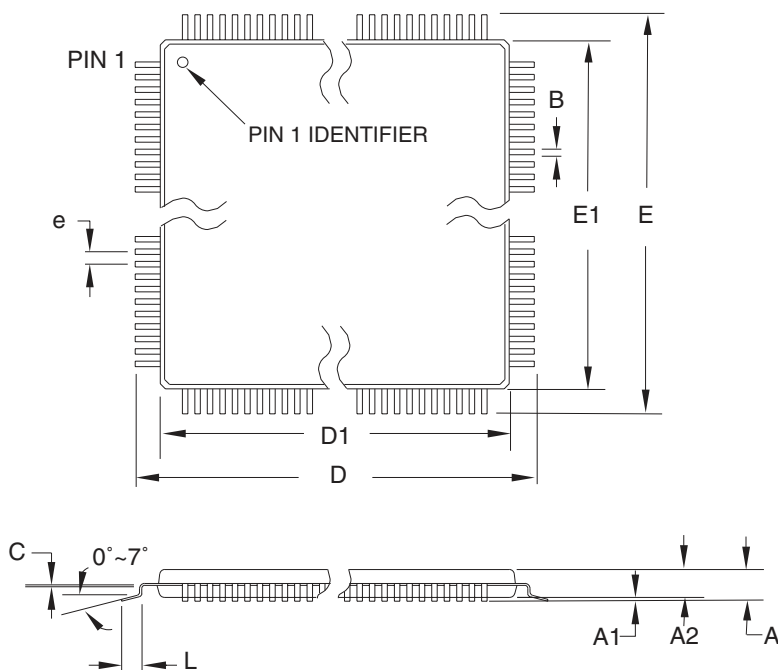 PIN 1
B
PIN 1 IDENTIFIER
e
E1
E
D1
D
C
0°~7°
A1
A2
A
L